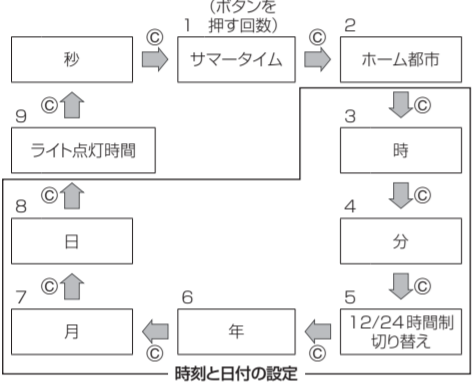 (ボタンを
押す回数)
秒
Ⓒ
1
サマータイム
Ⓒ
2
ホーム都市
Ⓒ
3
時
Ⓒ
4
分
Ⓒ
5
12/24時間制
切り替え
Ⓒ
6
年
Ⓒ
7
月
Ⓒ
8
日
Ⓒ
9
ライト点灯時間
Ⓒ
時刻と日付の設定